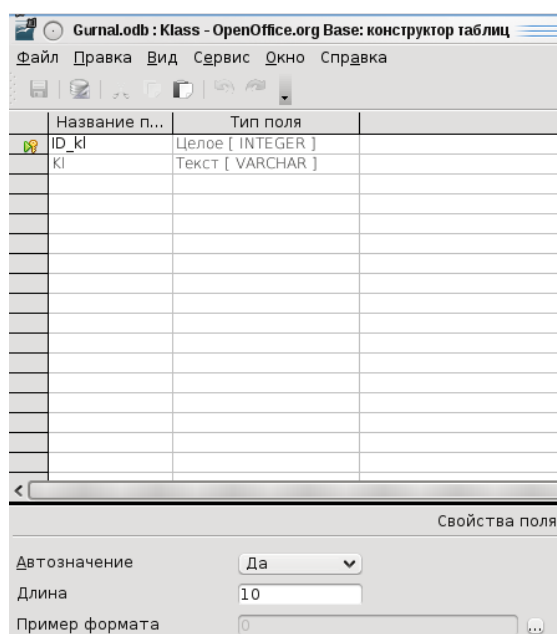 Gurnal.odb : Klass - OpenOffice.org Base: конструктор таблиц
Файл Правка Вид Сервис Окно Справка
Название п... Тип поля
ID_kl Целое [ INTEGER ]
Kl Текст [ VARCHAR ]
Свойства поля
Автозначение Да
Длина 10
Пример формата 0 ...